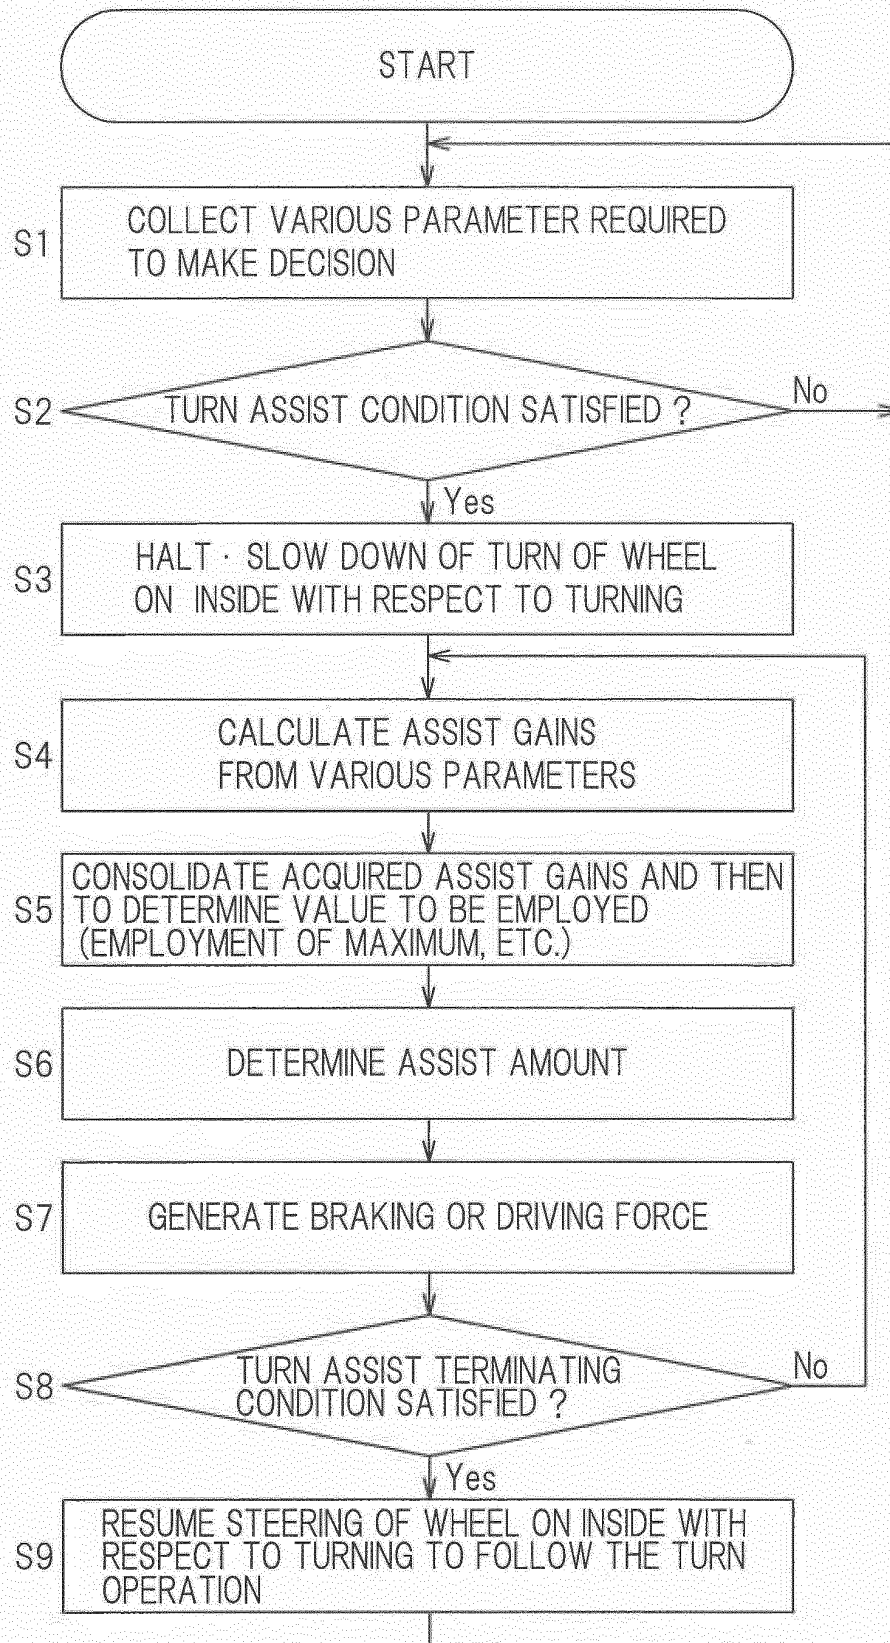 START
S1
COLLECT VARIOUS PARAMETER REQUIRED
TO MAKE DECISION
S2
TURN ASSIST CONDITION SATISFIED ?
No
Yes
S3
HALT · SLOW DOWN OF TURN OF WHEEL
ON INSIDE WITH RESPECT TO TURNING
S4
CALCULATE ASSIST GAINS
FROM VARIOUS PARAMETERS
S5
CONSOLIDATE ACQUIRED ASSIST GAINS AND THEN
TO DETERMINE VALUE TO BE EMPLOYED
(EMPLOYMENT OF MAXIMUM, ETC.)
S6
DETERMINE ASSIST AMOUNT
S7
GENERATE BRAKING OR DRIVING FORCE
S8
TURN ASSIST TERMINATING
CONDITION SATISFIED ?
No
Yes
S9
RESUME STEERING OF WHEEL ON INSIDE WITH
RESPECT TO TURNING TO FOLLOW THE TURN
OPERATION